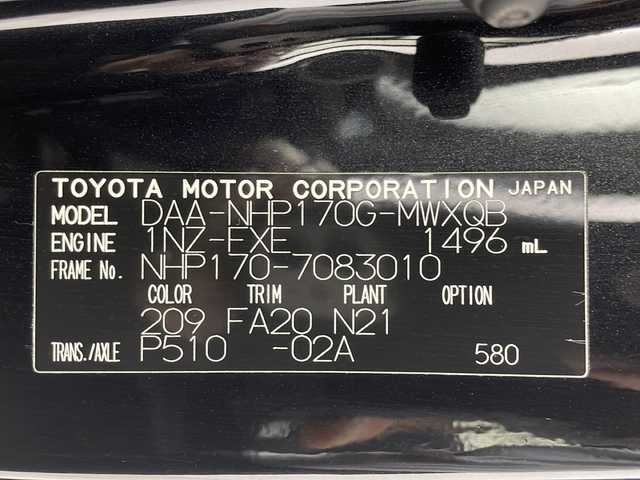 TOYOTA MOTOR CORPORATION JAPAN
MODEL DAA-NHP170G-MWXQB
ENGINE 1NZ-EXE 1496 mL
FRAME No. NHP170-7083010
COLOR TRIM PLANT OPTION
209 FA20 N21
TRANS./AXLE P510 -02A 580